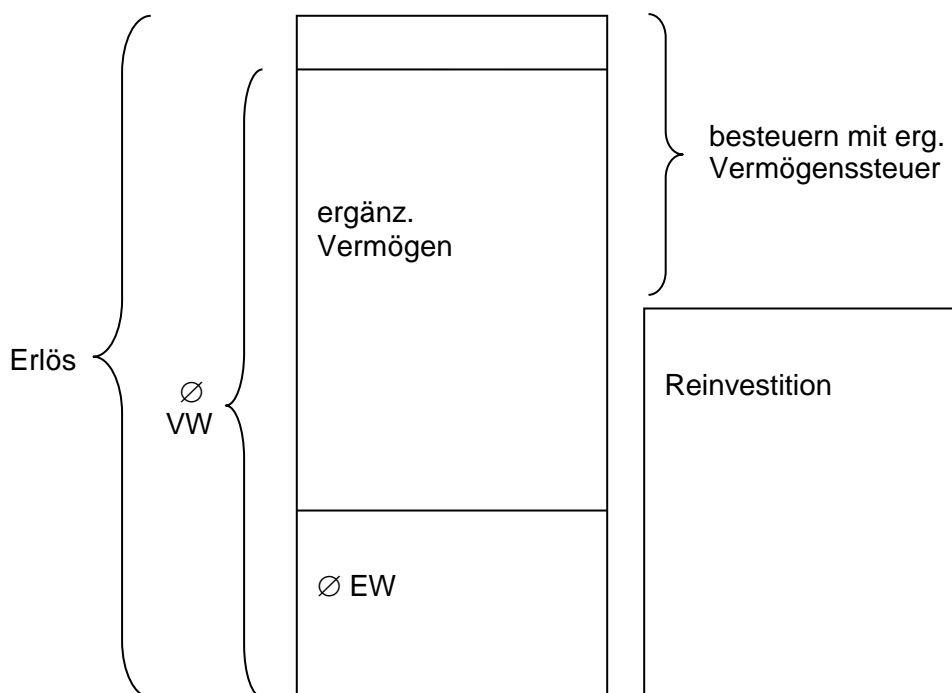 besteuern mit erg.
Vermögenssteuer
ergänz.
Vermögen
Erlös
∅
VW
Reinvestition
∅ EW